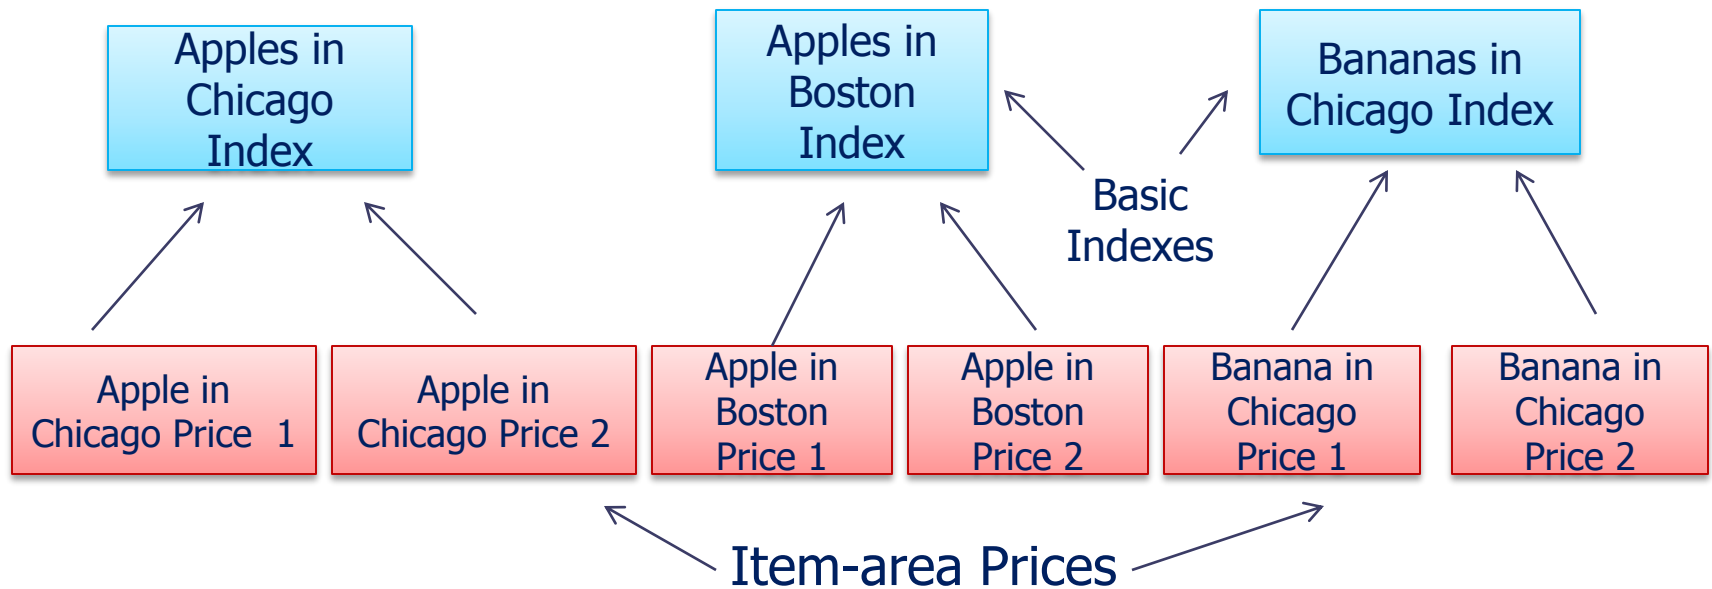 Apples in
Chicago
Index
Apples in
Boston
Index
Bananas in
Chicago Index
Basic
Indexes
Apple in
Chicago Price  1
Apple in
Chicago Price 2
Apple in
Boston
Price 1
Apple in
Boston
Price 2
Banana in
Chicago
Price 1
Banana in
Chicago
Price 2
Item-area Prices